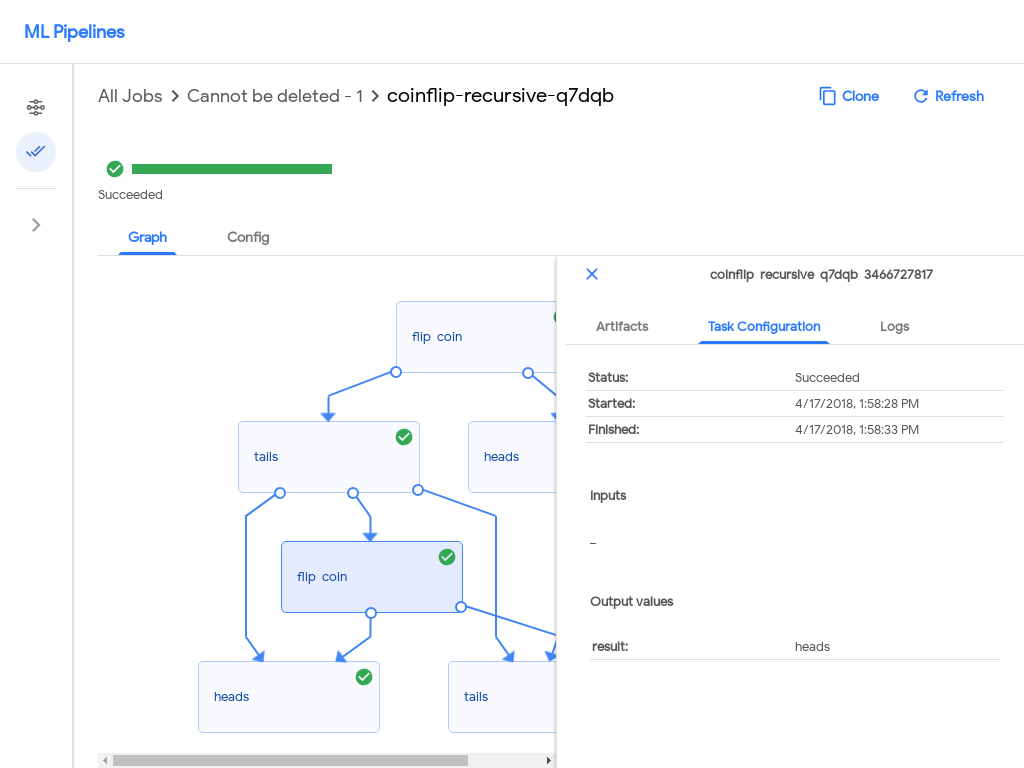 ML Pipelines
All Jobs > Cannot be deleted - 1 > coinflip-recursive-q7dqb
Clone
Refresh
Succeeded
Graph
Config
coinflip recursive q7dqb 3466727817
Artifacts
Task Configuration
Logs
flip coin
tails
heads
flip coin
heads
tails
Status: Succeeded
Started: 4/17/2018, 1:58:28 PM
Finished: 4/17/2018, 1:58:33 PM
Inputs
–
Output values
result: heads